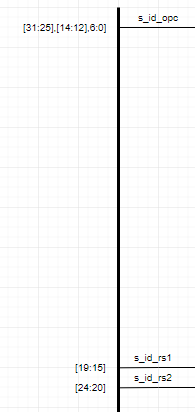 s_id_opc
[31:25],[14:12],6:0]
s_id_rs1
[19:15]
s_id_rs2
[24:20]